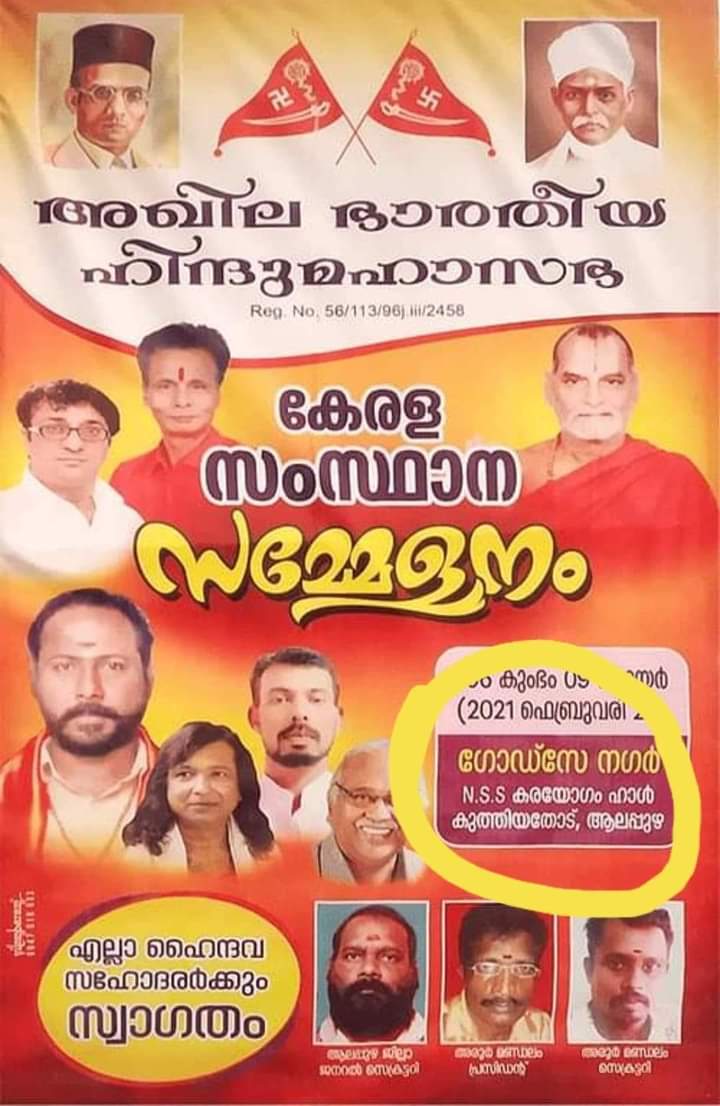 അഖില ഭാരതീയ
ഹിന്ദുമഹാസഭ
Reg. No, 56/113/96j.iii/2458
കേരള
സംസ്ഥാന
സമ്മേളനം
കുംഭം 09
(2021 ഫെബ്രുവരി
ഗോഡ്സേ നഗർ
N.S.S കരയോഗം ഹാൾ
കുത്തിയതോട്, ആലപ്പുഴ
എല്ലാ ഹൈന്ദവ
സഹോദരർക്കും
സ്വാഗതം
ആലപ്പുഴ ജില്ലാ
ജനറൽ സെക്രട്ടറി
അരൂർ മണ്ഡലം
പ്രസിഡന്റ്
അരൂർ മണ്ഡലം
സെക്രട്ടറി